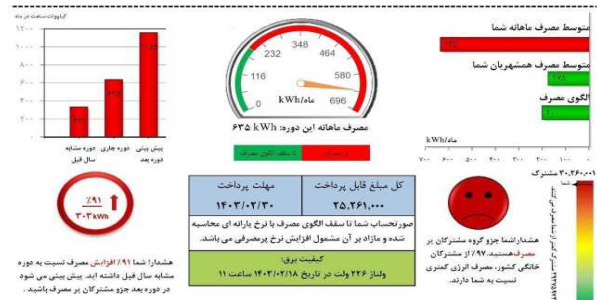 کیلووات ساعت در ماه
۱۲۰۰
۱۰۰۰
۸۰۰
۶۰۰
۴۰۰
۲۰۰
۰
دوره مشابه سال قبل
دوره جاری
پیش بینی دوره بعد
0
116
232
348
464
580
696
kWh/ماه
مصرف ماهانه این دوره: ۶۳۵ kWh
تا سقف الگوی مصرف
متوسط مصرف ماهانه شما
متوسط مصرف همشهریان شما
۱۷۵
الگوی مصرف
kWh/ماه
۷۰۰
۶۰۰
۵۰۰
۴۰۰
۳۰۰
۲۰۰
۱۰۰
۰
٪۹۱
۳۰۳ kWh
هشدار! شما ۹۱٪ افزایش مصرف نسبت به دوره
مشابه سال قبل داشته اید. پیش بینی می شود
در دوره بعد جزو مشترکان پر مصرف باشید .
کل مبلغ قابل پرداخت
مهلت پرداخت
۲۵,۲۶۱,۰۰۰
۱۴۰۳/۰۲/۳۰
صورتحساب شما تا سقف الگوی مصرف با نرخ یارانه ای محاسبه
شده و مازاد بر آن مشمول افزایش نرخ پرمصرفی می باشد.
کیفیت برق:
ولتاژ ۲۲۶ ولت در تاریخ ۱۴۰۳/۰۲/۱۸ ساعت ۱۱
هشدار!شما جزو گروه مشترکان پر
مصرف هستید. ۹۷٪ از مشترکان
خانگی کشور، مصرف انرژی کمتری
نسبت به شما دارند.
۳۰,۲۶۰,۰۰۱ مشترک
شما